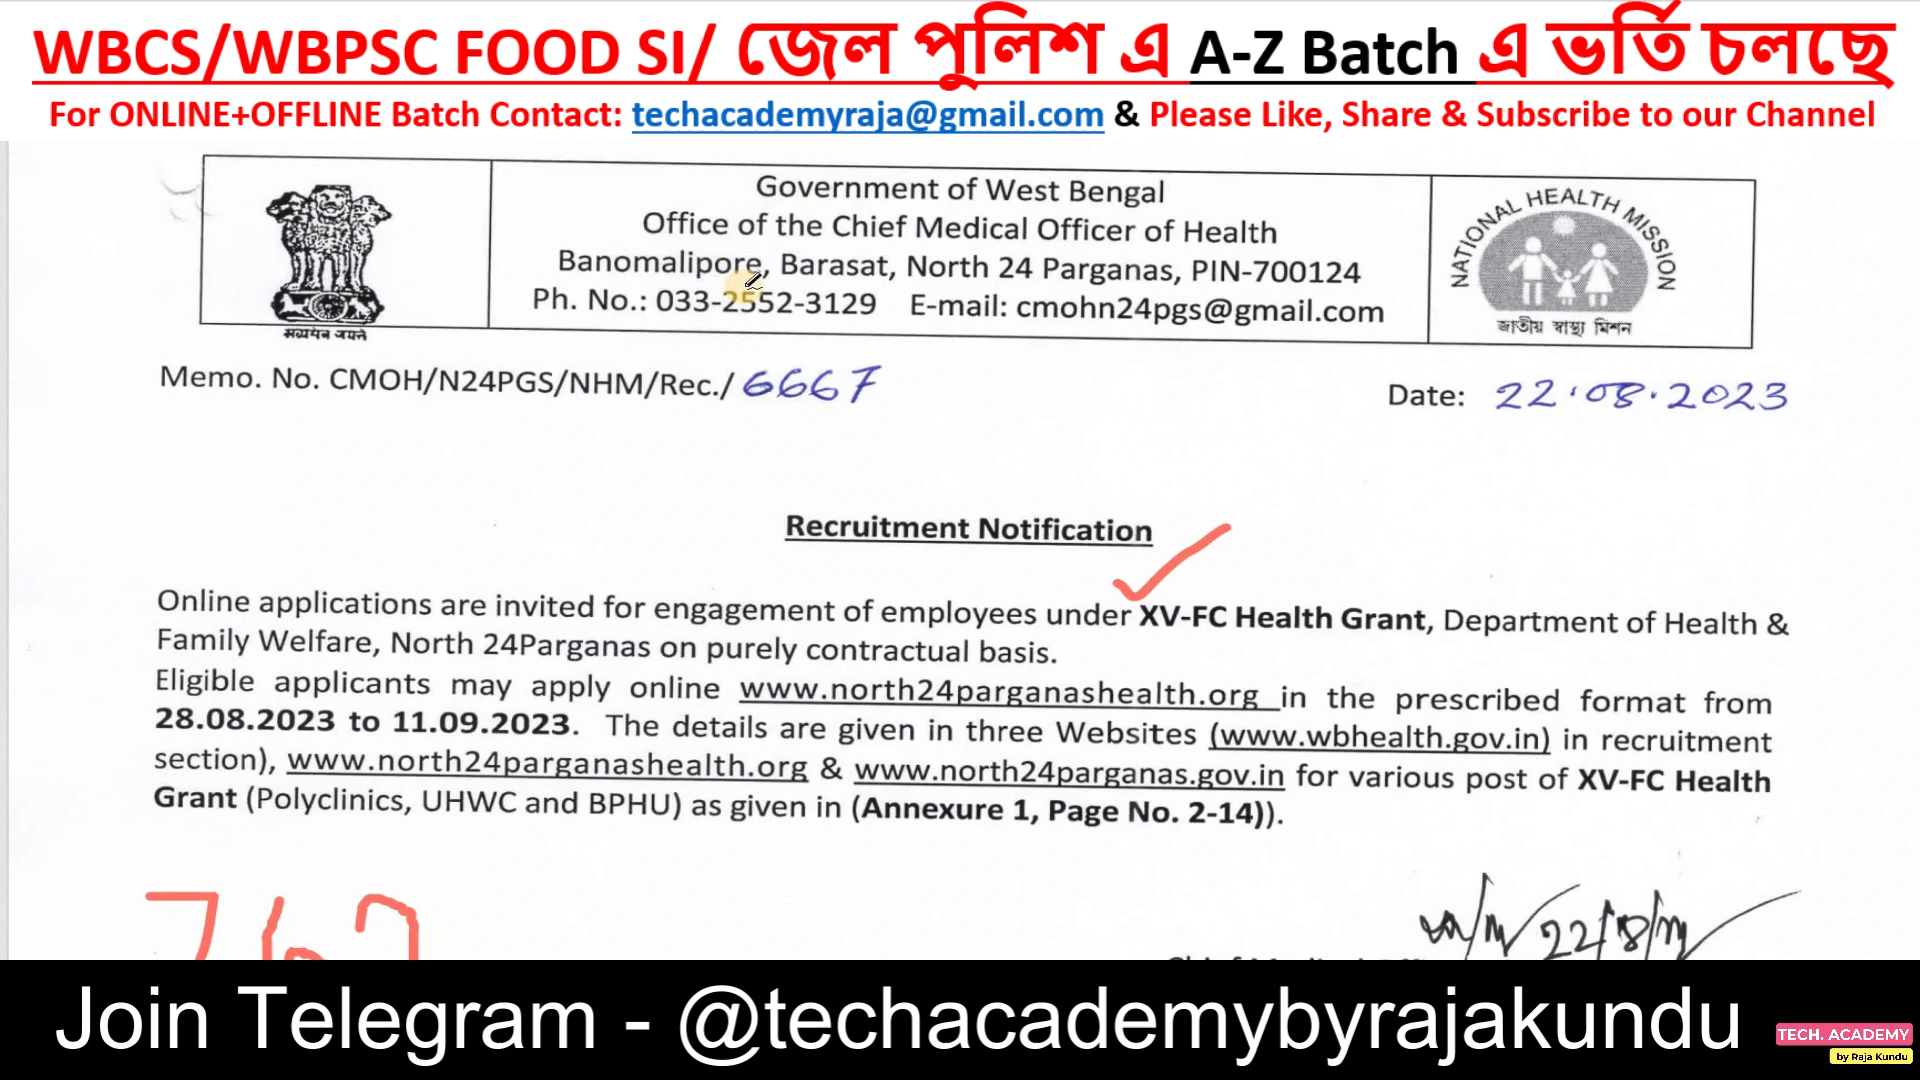 WBCS/WBPSC FOOD SI/ জেল পুলিশ এ A-Z Batch এ ভর্তি চলছে
For ONLINE+OFFLINE Batch Contact: techacademyraja@gmail.com & Please Like, Share & Subscribe to our Channel
Government of West Bengal
Office of the Chief Medical Officer of Health
Banomalipore, Barasat, North 24 Parganas, PIN-700124
Ph. No.: 033-2552-3129 E-mail: cmohn24pgs@gmail.com
सत्यमेव जयते
NATIONAL HEALTH MISSION
জাতীয় স্বাস্থ্য মিশন
Memo. No. CMOH/N24PGS/NHM/Rec./ 6667
Date: 22.08.2023
Recruitment Notification
Online applications are invited for engagement of employees under XV-FC Health Grant, Department of Health &
Family Welfare, North 24Parganas on purely contractual basis.
Eligible applicants may apply online www.north24parganashealth.org in the prescribed format from
28.08.2023 to 11.09.2023. The details are given in three Websites (www.wbhealth.gov.in) in recruitment
section), www.north24parganashealth.org & www.north24parganas.gov.in for various post of XV-FC Health
Grant (Polyclinics, UHWC and BPHU) as given in (Annexure 1, Page No. 2-14)).
22/8/
Join Telegram - @techacademybyrajakundu
TECH. ACADEMY
by Raja Kundu